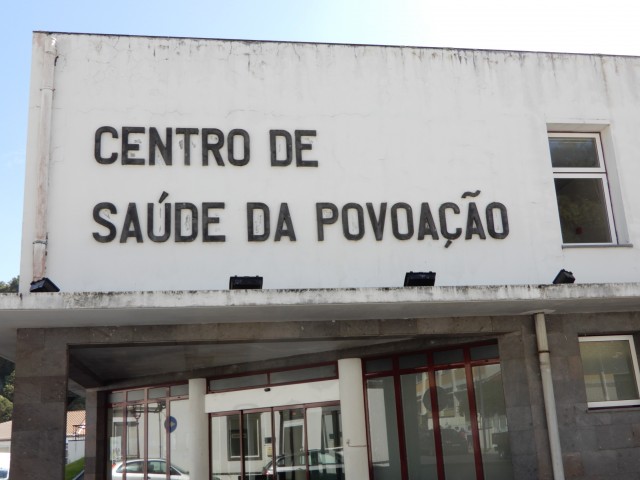 CENTRO DE
SAÚDE DA POVOAÇÃO